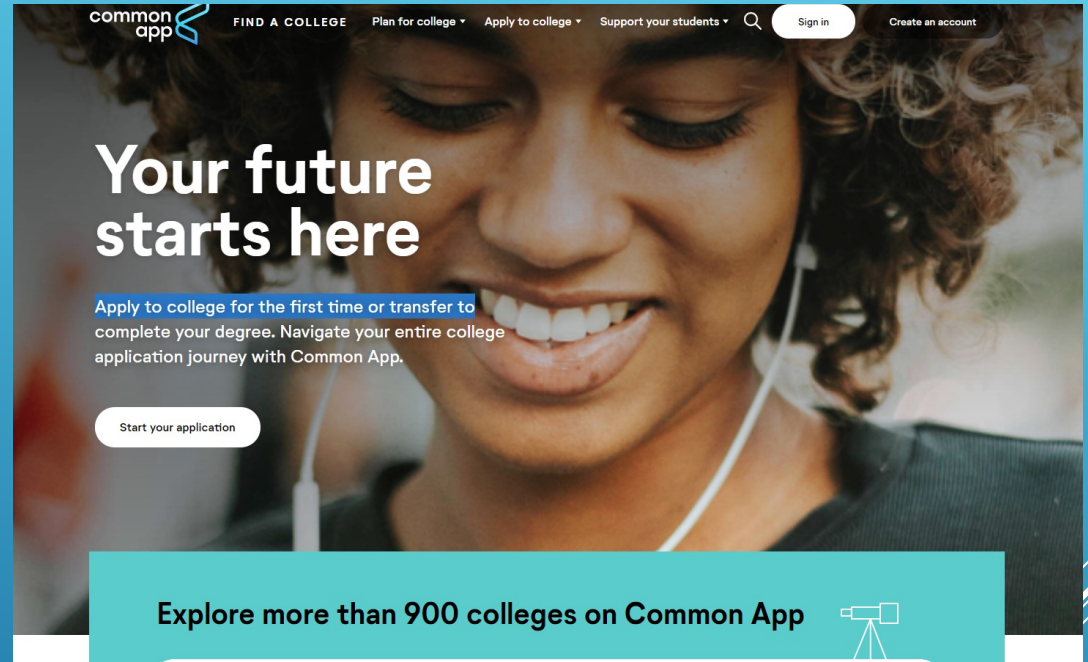 common
app
FIND A COLLEGE Plan for college Apply to college Support your students Sign in Create an account
Your future
starts here
Apply to college for the first time or transfer to
complete your degree. Navigate your entire college
application journey with Common App.
Start your application
Explore more than 900 colleges on Common App